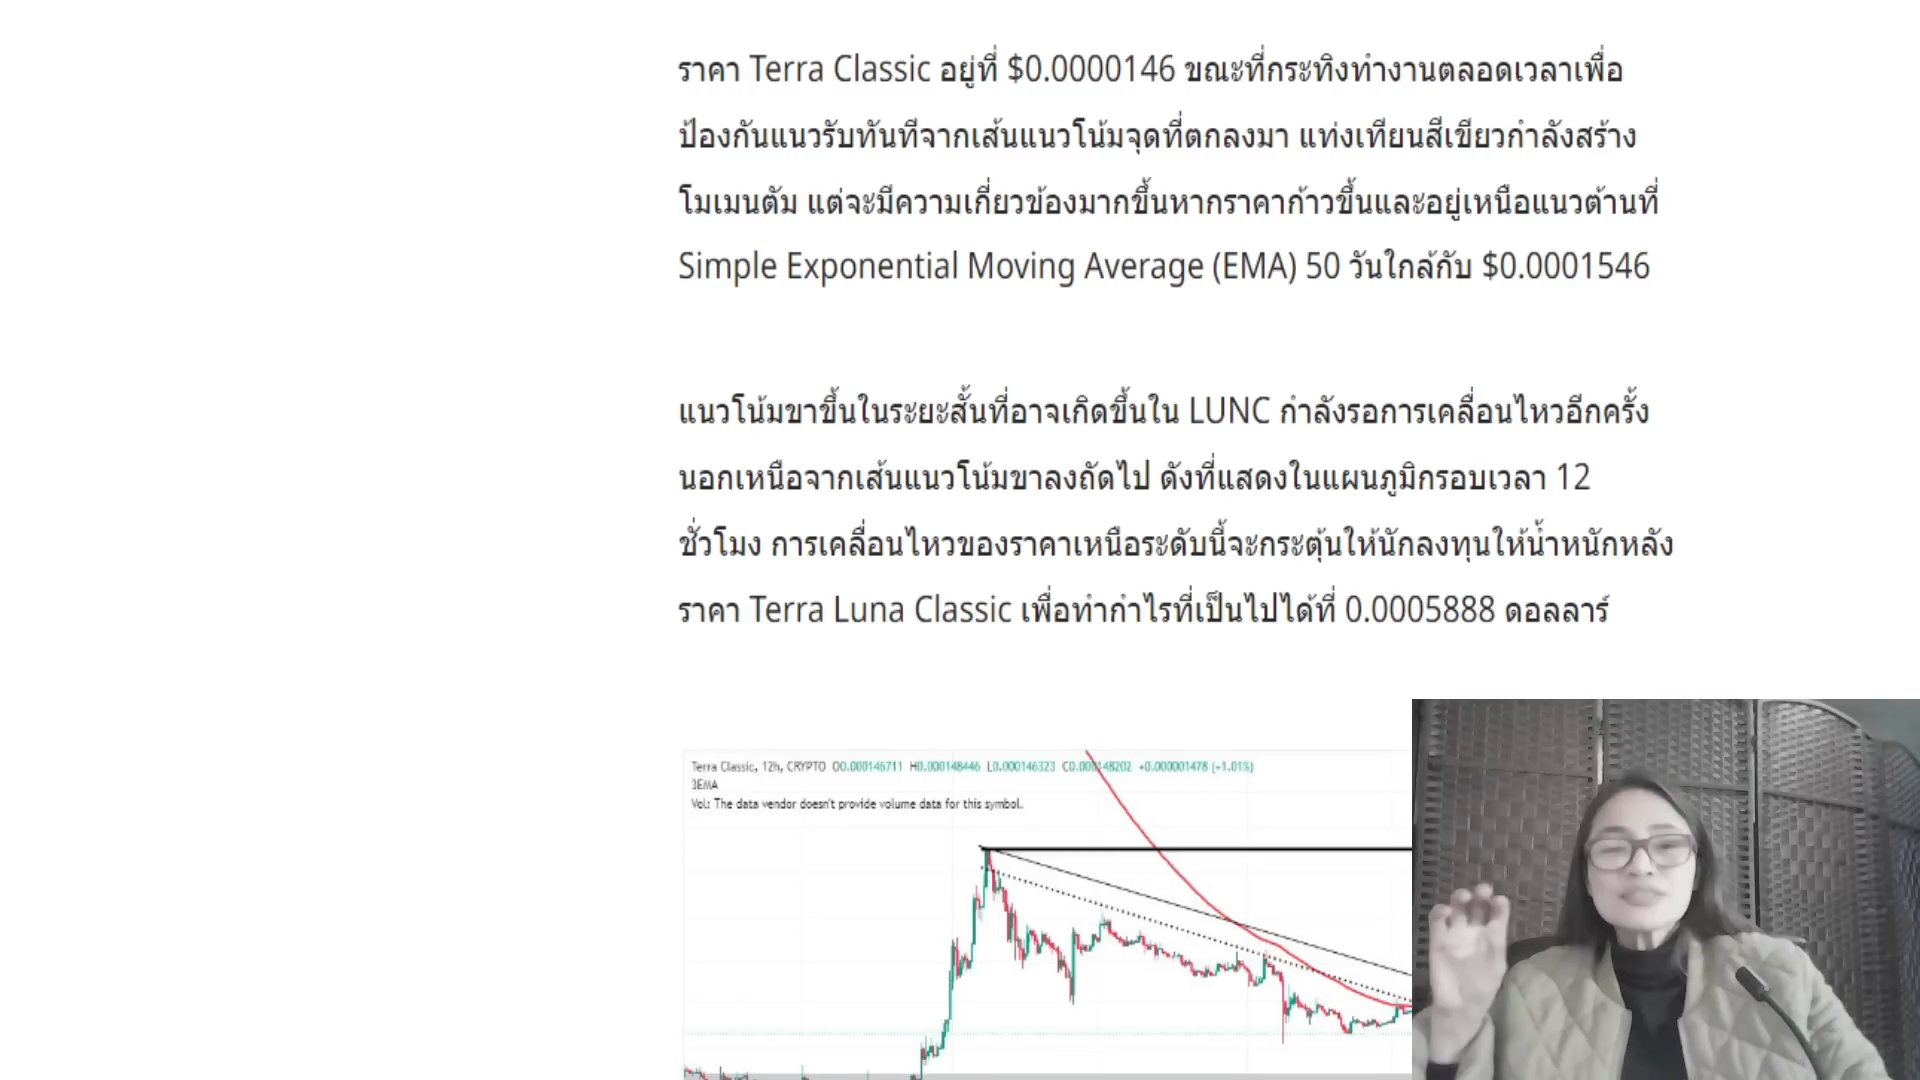 ราคา Terra Classic อยู่ที่ $0.0000146 ขณะที่กระทิงทำงานตลอดเวลาเพื่อ
ป้องกันแนวรับทันทีจากเส้นแนวโน้มจุดที่ตกลงมา แท่งเทียนสีเขียวกำลังสร้าง
โมเมนตัม แต่จะมีความเกี่ยวข้องมากขึ้นหากราคาก้าวขึ้นและอยู่เหนือแนวต้านที่
Simple Exponential Moving Average (EMA) 50 วันใกล้กับ $0.0001546
แนวโน้มขาขึ้นในระยะสั้นที่อาจเกิดขึ้นใน LUNC กำลังรอการเคลื่อนไหวอีกครั้ง
นอกเหนือจากเส้นแนวโน้มขาลงถัดไป ดังที่แสดงในแผนภูมิกรอบเวลา 12
ชั่วโมง การเคลื่อนไหวของราคาเหนือระดับนี้จะกระตุ้นให้นักลงทุนให้น้ำหนักหลัง
ราคา Terra Luna Classic เพื่อทำกำไรที่เป็นไปได้ที่ 0.0005888 ดอลลาร์
Terra Classic, 12h, CRYPTO O0.000146711 H0.000148446 L0.000146323 C0.000148202 +0.000001478 (+1.01%)
3EMA
Vol: The data vendor doesn't provide volume data for this symbol.